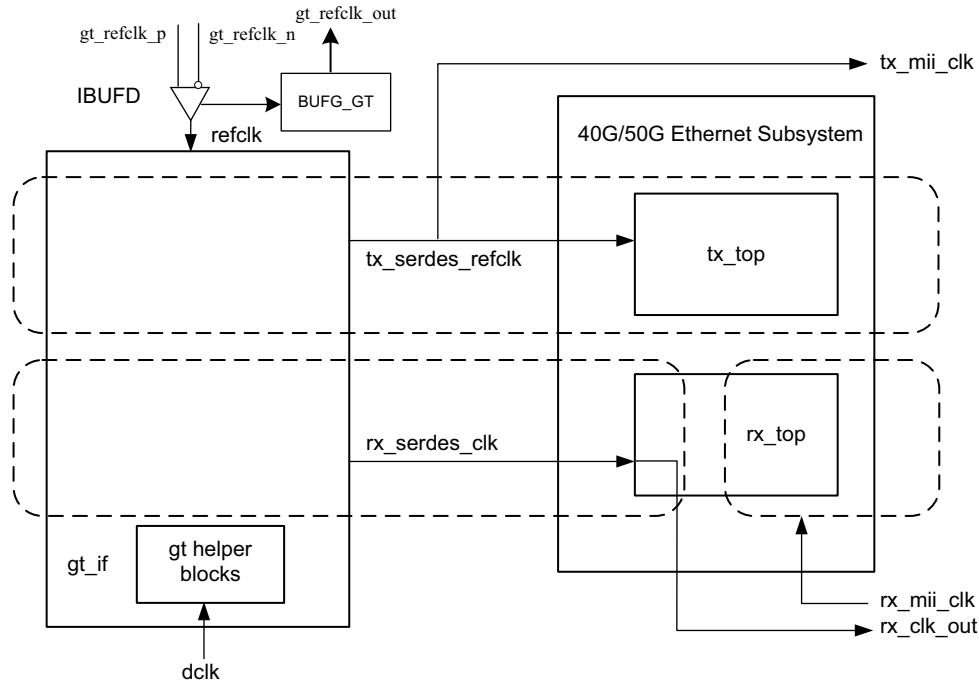 gt_refclk_out
gt_refclk_p
gt_refclk_n
tx_mii_clk
IBUFD
BUFG_GT
refclk
40G/50G Ethernet Subsystem
tx_serdes_refclk
tx_top
rx_serdes_clk
rx_top
gt_if
gt helper
blocks
rx_mii_clk
rx_clk_out
dclk